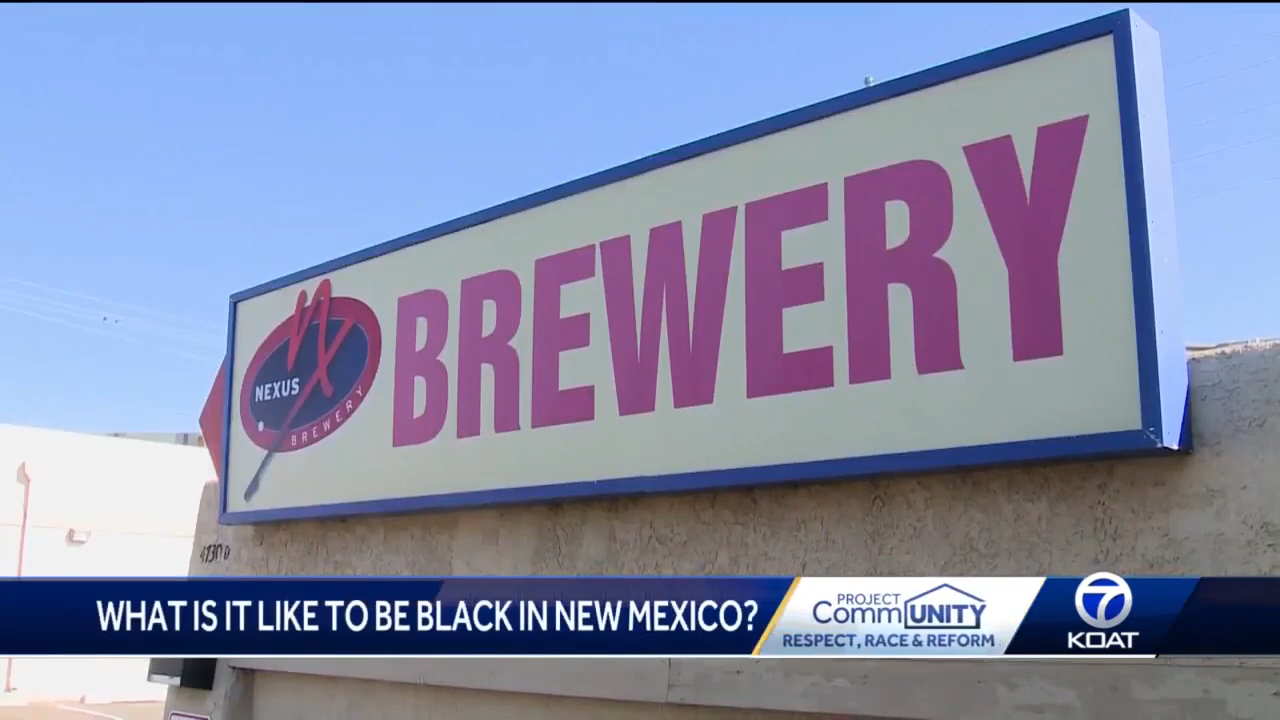 BREWERY
nx
NEXUS
BREWERY
4730 D
WHAT IS IT LIKE TO BE BLACK IN NEW MEXICO?
PROJECT
CommUNITY
RESPECT, RACE & REFORM
7
KOAT